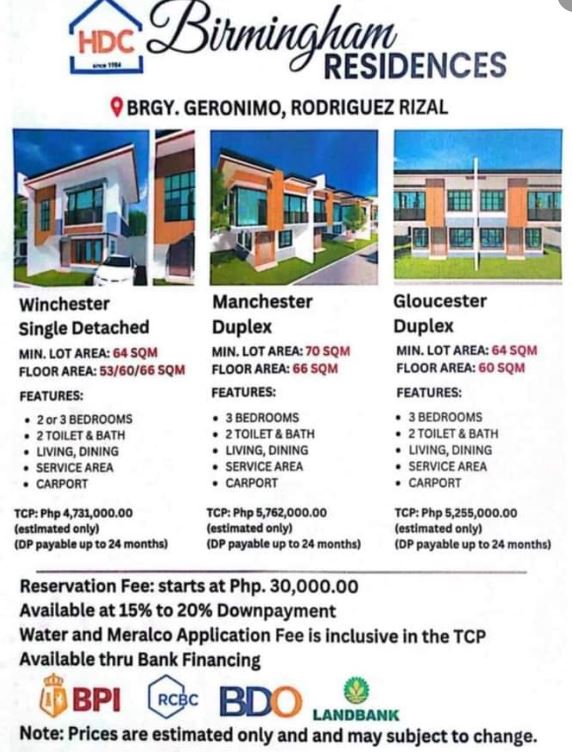 HDC
since 1984
Birmingham
RESIDENCES
BRGY. GERONIMO, RODRIGUEZ RIZAL
Winchester
Single Detached
MIN. LOT AREA: 64 SQM
FLOOR AREA: 53/60/66 SQM
FEATURES:
• 2 or 3 BEDROOMS
• 2 TOILET & BATH
• LIVING, DINING
• SERVICE AREA
• CARPORT
TCP: Php 4,731,000.00
(estimated only)
(DP payable up to 24 months)
Manchester
Duplex
MIN. LOT AREA: 70 SQM
FLOOR AREA: 66 SQM
FEATURES:
• 3 BEDROOMS
• 2 TOILET & BATH
• LIVING, DINING
• SERVICE AREA
• CARPORT
TCP: Php 5,762,000.00
(estimated only)
(DP payable up to 24 months)
Gloucester
Duplex
MIN. LOT AREA: 64 SQM
FLOOR AREA: 60 SQM
FEATURES:
• 3 BEDROOMS
• 2 TOILET & BATH
• LIVING, DINING
• SERVICE AREA
• CARPORT
TCP: Php 5,255,000.00
(estimated only)
(DP payable up to 24 months)
Reservation Fee: starts at Php. 30,000.00
Available at 15% to 20% Downpayment
Water and Meralco Application Fee is inclusive in the TCP
Available thru Bank Financing
BPI
RCBC
BDO
LANDBANK
Note: Prices are estimated only and and may subject to change.